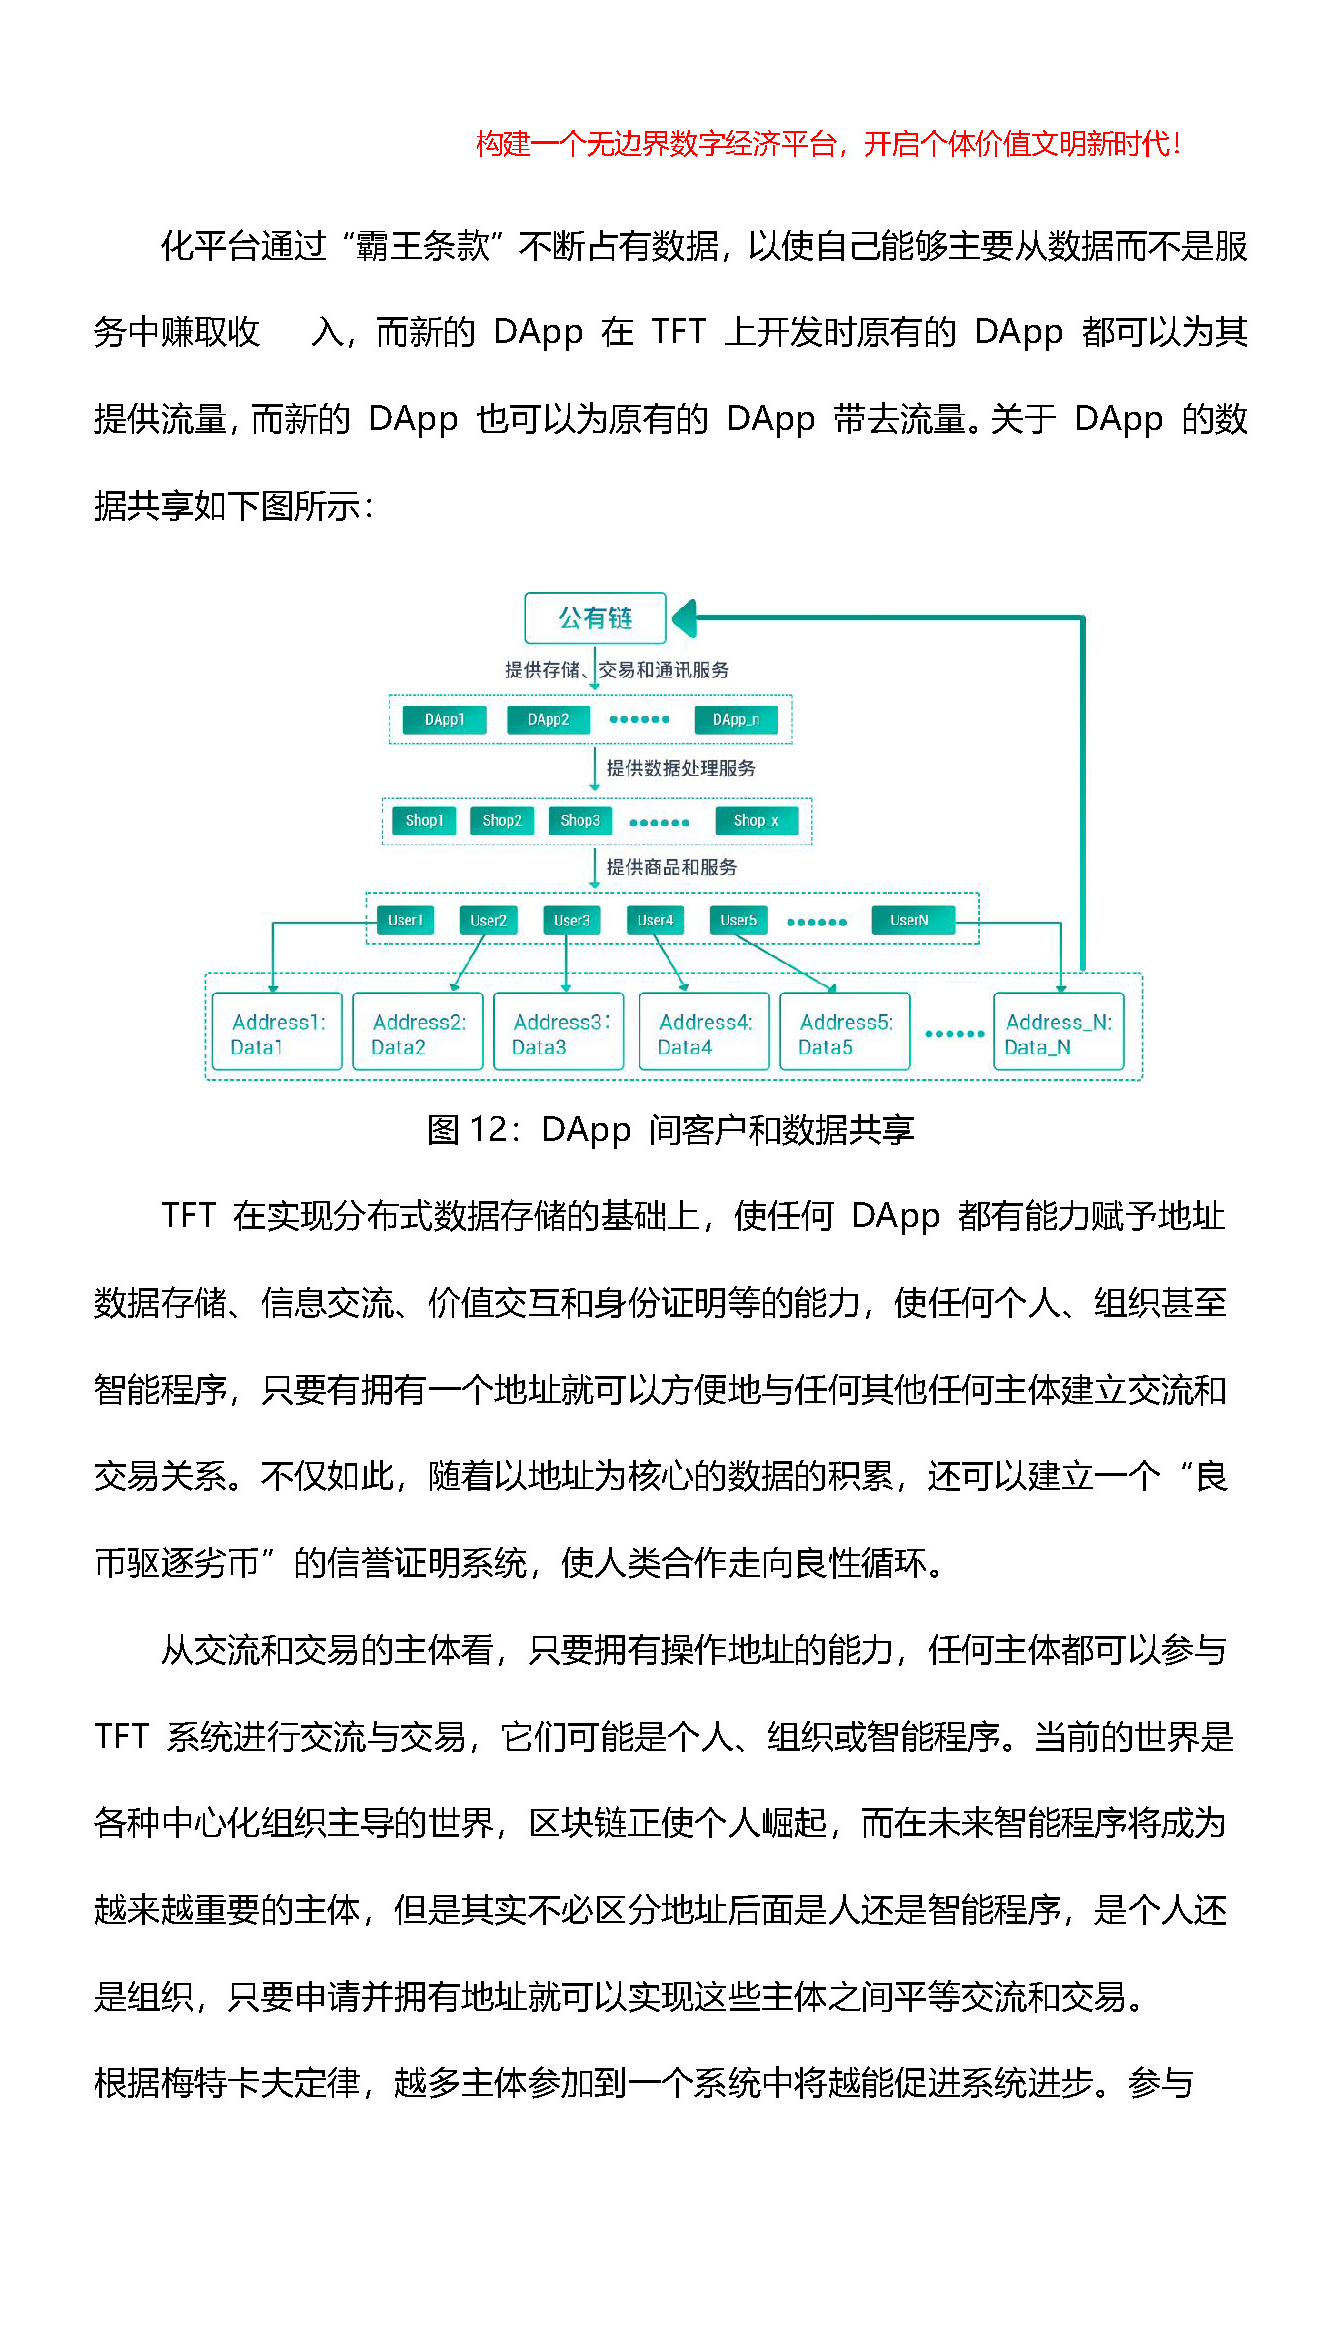 构建一个无边界数字经济平台，开启个体价值文明新时代！
化平台通过“霸王条款”不断占有数据，以使自己能够主要从数据而不是服
务中赚取收 入，而新的 DApp 在 TFT 上开发时原有的 DApp 都可以为其
提供流量，而新的 DApp 也可以为原有的 DApp 带去流量。关于 DApp 的数
据共享如下图所示：
公有链
提供存储、交易和通讯服务
DApp1 DApp2 •••••• DApp_n
提供数据处理服务
Shop1 Shop2 Shop3 •••••• Shop_x
提供商品和服务
User1 User2 User3 User4 User5 •••••• UserN
Address1: Address2: Address3: Address4: Address5: •••••• Address_N:
Data1 Data2 Data3 Data4 Data5 Data_N
图 12：DApp 间客户和数据共享
TFT 在实现分布式数据存储的基础上，使任何 DApp 都有能力赋予地址
数据存储、信息交流、价值交互和身份证明等的能力，使任何个人、组织甚至
智能程序，只要有拥有一个地址就可以方便地与任何其他任何主体建立交流和
交易关系。不仅如此，随着以地址为核心的数据的积累，还可以建立一个“良
币驱逐劣币”的信誉证明系统，使人类合作走向良性循环。
从交流和交易的主体看，只要拥有操作地址的能力，任何主体都可以参与
TFT 系统进行交流与交易，它们可能是个人、组织或智能程序。当前的世界是
各种中心化组织主导的世界，区块链正使个人崛起，而在未来智能程序将成为
越来越重要的主体，但是其实不必区分地址后面是人还是智能程序，是个人还
是组织，只要申请并拥有地址就可以实现这些主体之间平等交流和交易。
根据梅特卡夫定律，越多主体参加到一个系统中将越能促进系统进步。参与